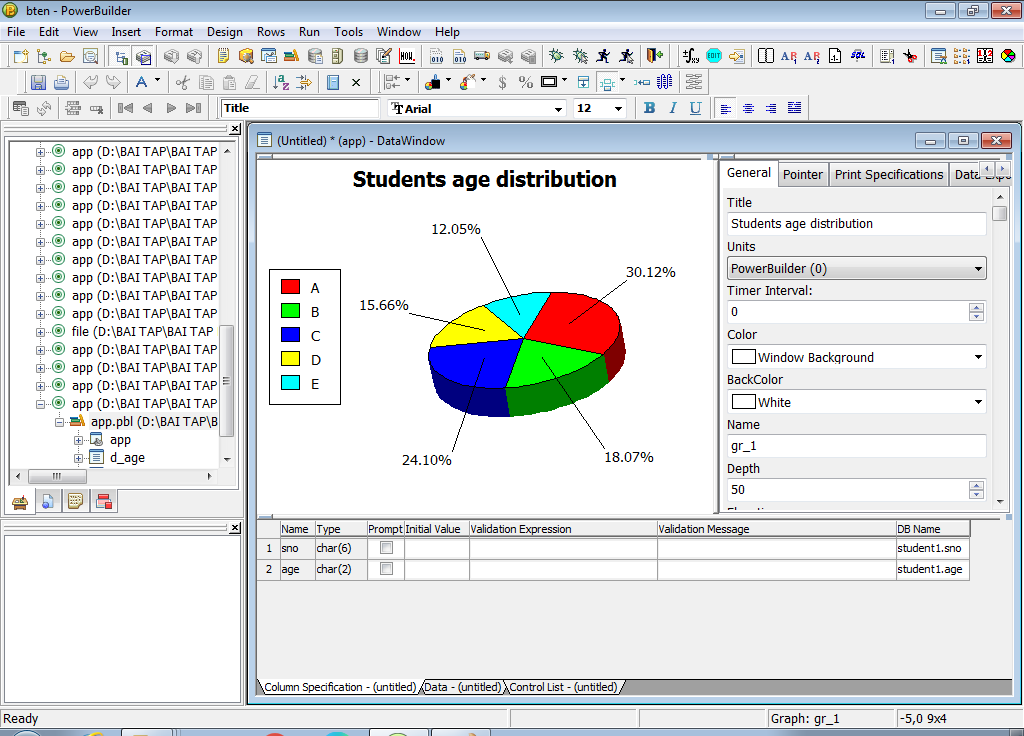 bten - PowerBuilder
File Edit View Insert Format Design Rows Run Tools Window Help
Title Arial 12 B I U
app (D:\BAI TAP\BAI TAP
app (D:\BAI TAP\BAI TAP
app (D:\BAI TAP\BAI TAP
app (D:\BAI TAP\BAI TAP
app (D:\BAI TAP\BAI TAP
app (D:\BAI TAP\BAI TAP
app (D:\BAI TAP\BAI TAP
app (D:\BAI TAP\BAI TAP
app (D:\BAI TAP\BAI TAP
app (D:\BAI TAP\BAI TAP
file (D:\BAI TAP\BAI TAP
app (D:\BAI TAP\BAI TAP
app (D:\BAI TAP\BAI TAP
app (D:\BAI TAP\BAI TAP
app (D:\BAI TAP\BAI TAP
app.pbl (D:\BAI TAP\B
app
d_age
(Untitled) * (app) - DataWindow
Students age distribution
12.05%
30.12%
15.66%
24.10%
18.07%
A
B
C
D
E
General Pointer Print Specifications Data Expo
Title
Students age distribution
Units
PowerBuilder (0)
Timer Interval:
0
Color
Window Background
BackColor
White
Name
gr_1
Depth
50
Name Type Prompt Initial Value Validation Expression Validation Message DB Name
1 sno char(6) student1.sno
2 age char(2) student1.age
Column Specification - (untitled) Data - (untitled) Control List - (untitled)
Ready Graph: gr_1 -5,0 9x4